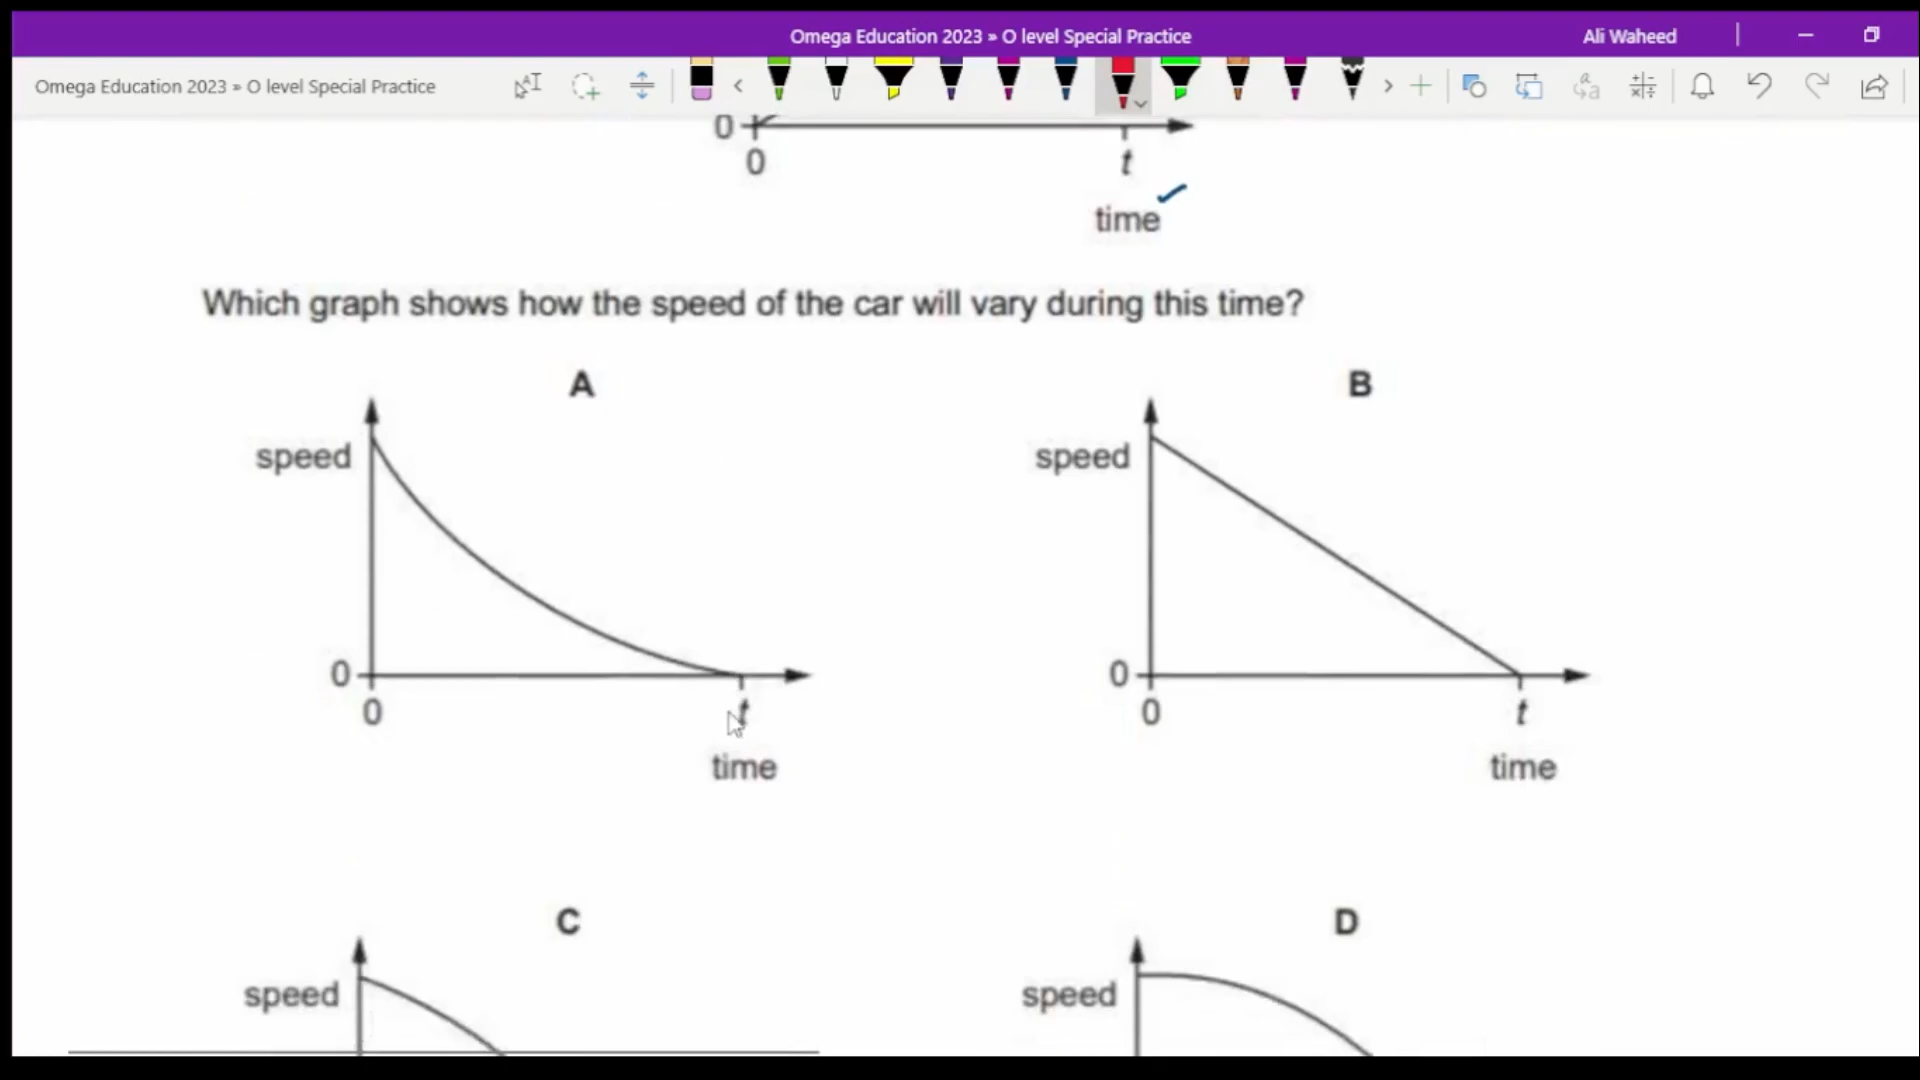 Omega Education 2023 » O level Special Practice
Ali Waheed
Omega Education 2023 » O level Special Practice
0
0
t
time
Which graph shows how the speed of the car will vary during this time?
A
B
speed
speed
0
0
0
t
0
t
time
time
C
D
speed
speed